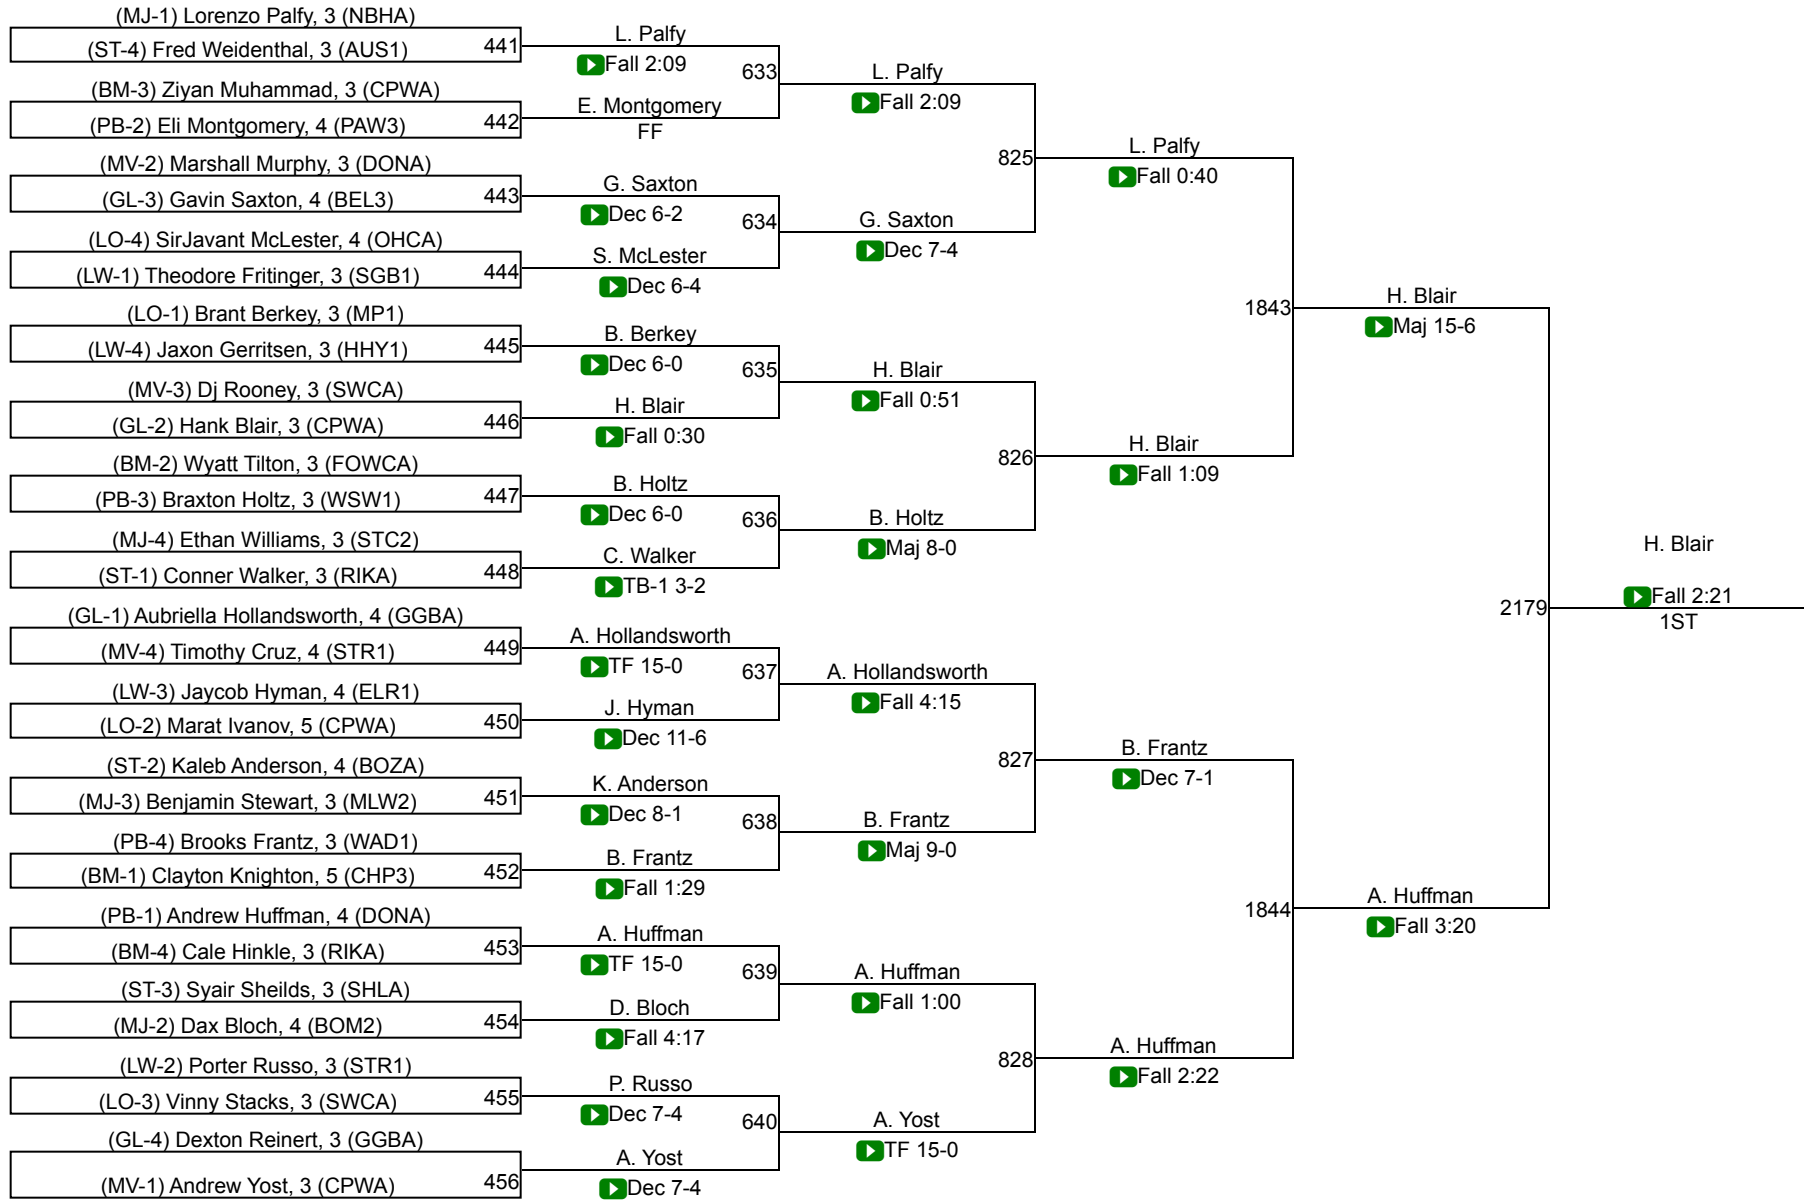 (MJ-1) Lorenzo Palfy, 3 (NBHA)
(ST-4) Fred Weidenthal, 3 (AUS1)
441
(BM-3) Ziyan Muhammad, 3 (CPWA)
(PB-2) Eli Montgomery, 4 (PAW3)
442
(MV-2) Marshall Murphy, 3 (DONA)
(GL-3) Gavin Saxton, 4 (BEL3)
443
(LO-4) SirJavant McLester, 4 (OHCA)
(LW-1) Theodore Fritinger, 3 (SGB1)
444
(LO-1) Brant Berkey, 3 (MP1)
(LW-4) Jaxon Gerritsen, 3 (HHY1)
445
(MV-3) Dj Rooney, 3 (SWCA)
(GL-2) Hank Blair, 3 (CPWA)
446
(BM-2) Wyatt Tilton, 3 (FOWCA)
(PB-3) Braxton Holtz, 3 (WSW1)
447
(MJ-4) Ethan Williams, 3 (STC2)
(ST-1) Conner Walker, 3 (RIKA)
448
(GL-1) Aubriella Hollandsworth, 4 (GGBA)
(MV-4) Timothy Cruz, 4 (STR1)
449
(LW-3) Jaycob Hyman, 4 (ELR1)
(LO-2) Marat Ivanov, 5 (CPWA)
450
(ST-2) Kaleb Anderson, 4 (BOZA)
(MJ-3) Benjamin Stewart, 3 (MLW2)
451
(PB-4) Brooks Frantz, 3 (WAD1)
(BM-1) Clayton Knighton, 5 (CHP3)
452
(PB-1) Andrew Huffman, 4 (DONA)
(BM-4) Cale Hinkle, 3 (RIKA)
453
(ST-3) Syair Sheilds, 3 (SHLA)
(MJ-2) Dax Bloch, 4 (BOM2)
454
(LW-2) Porter Russo, 3 (STR1)
(LO-3) Vinny Stacks, 3 (SWCA)
455
(GL-4) Dexton Reinert, 3 (GGBA)
(MV-1) Andrew Yost, 3 (CPWA)
456
L. Palfy
Fall 2:09
633
E. Montgomery
FF
G. Saxton
Dec 6-2
634
S. McLester
Dec 6-4
B. Berkey
Dec 6-0
635
H. Blair
Fall 0:30
B. Holtz
Dec 6-0
636
C. Walker
TB-1 3-2
A. Hollandsworth
TF 15-0
637
J. Hyman
Dec 11-6
K. Anderson
Dec 8-1
638
B. Frantz
Fall 1:29
A. Huffman
TF 15-0
639
D. Bloch
Fall 4:17
P. Russo
Dec 7-4
640
A. Yost
Dec 7-4
L. Palfy
Fall 2:09
825
G. Saxton
Dec 7-4
H. Blair
Fall 0:51
826
B. Holtz
Maj 8-0
A. Hollandsworth
Fall 4:15
827
B. Frantz
Maj 9-0
A. Huffman
Fall 1:00
828
A. Yost
TF 15-0
L. Palfy
Fall 0:40
1843
H. Blair
Fall 1:09
B. Frantz
Dec 7-1
1844
A. Huffman
Fall 2:22
H. Blair
Maj 15-6
2179
A. Huffman
Fall 3:20
H. Blair
Fall 2:21
1ST